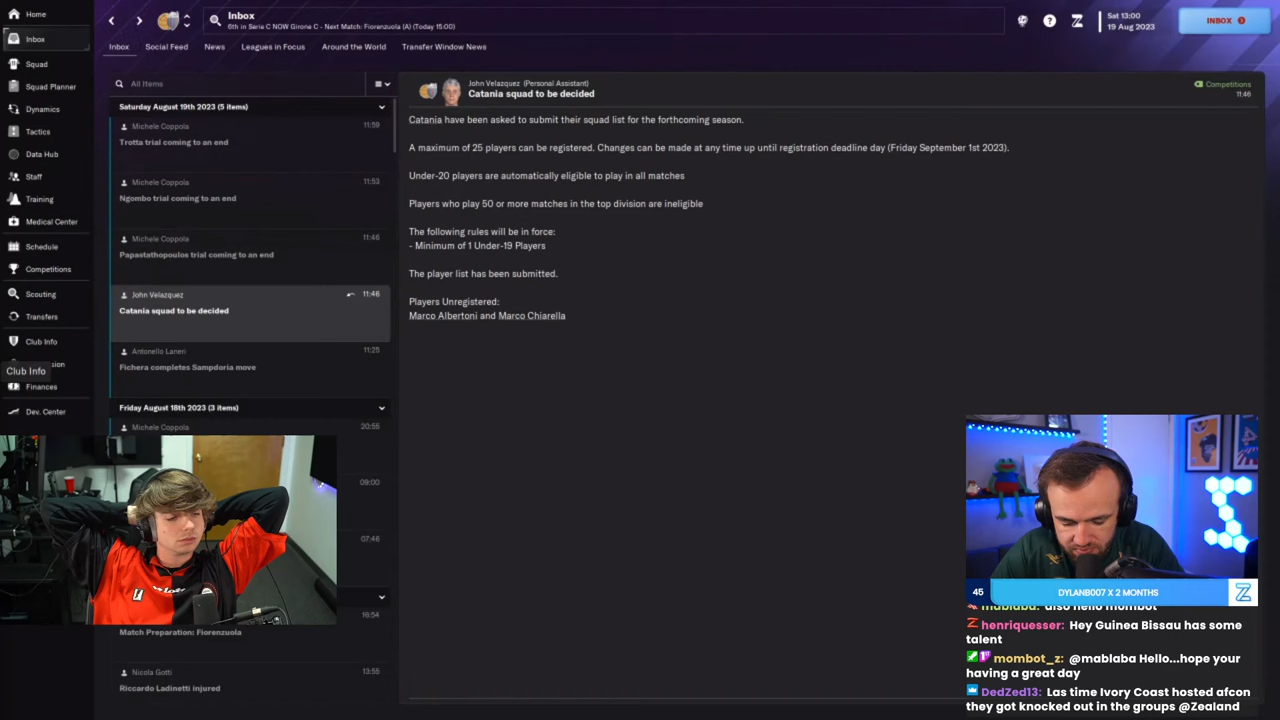 Home
Inbox
Squad
Squad Planner
Dynamics
Tactics
Data Hub
Staff
Training
Medical Center
Schedule
Competitions
Scouting
Transfers
Club Info
Club Info
Finances
Dev. Center
Inbox
6th in Serie C NOW Girone C - Next Match: Fiorenzuola (A) (Today 15:00)
Sat 13:00
19 Aug 2023
INBOX
Inbox
Social Feed
News
Leagues in Focus
Around the World
Transfer Window News
All Items
Saturday August 19th 2023 (5 items)
Michele Coppola 11:59
Trotta trial coming to an end
Michele Coppola 11:53
Ngombo trial coming to an end
Michele Coppola 11:46
Papastathopoulos trial coming to an end
John Velazquez 11:46
Catania squad to be decided
Antonello Laneri 11:25
Fichera completes Sampdoria move
Friday August 18th 2023 (3 items)
Michele Coppola 20:55
09:00
07:46
16:54
Match Preparation: Fiorenzuola
Nicola Gotti 13:55
Riccardo Ladinetti injured
John Velazquez (Personal Assistant)
Catania squad to be decided
Competitions
11:46
Catania have been asked to submit their squad list for the forthcoming season.
A maximum of 25 players can be registered. Changes can be made at any time up until registration deadline day (Friday September 1st 2023).
Under-20 players are automatically eligible to play in all matches
Players who play 50 or more matches in the top division are ineligible
The following rules will be in force:
- Minimum of 1 Under-19 Players
The player list has been submitted.
Players Unregistered:
Marco Albertoni and Marco Chiarella
45 DYLANB007 X 2 MONTHS
mablaba: also hello mombot
henriquesser: Hey Guinea Bissau has some
talent
mombot_z: @mablaba Hello...hope your
having a great day
DedZed13: Las time Ivory Coast hosted afcon
they got knocked out in the groups @Zealand